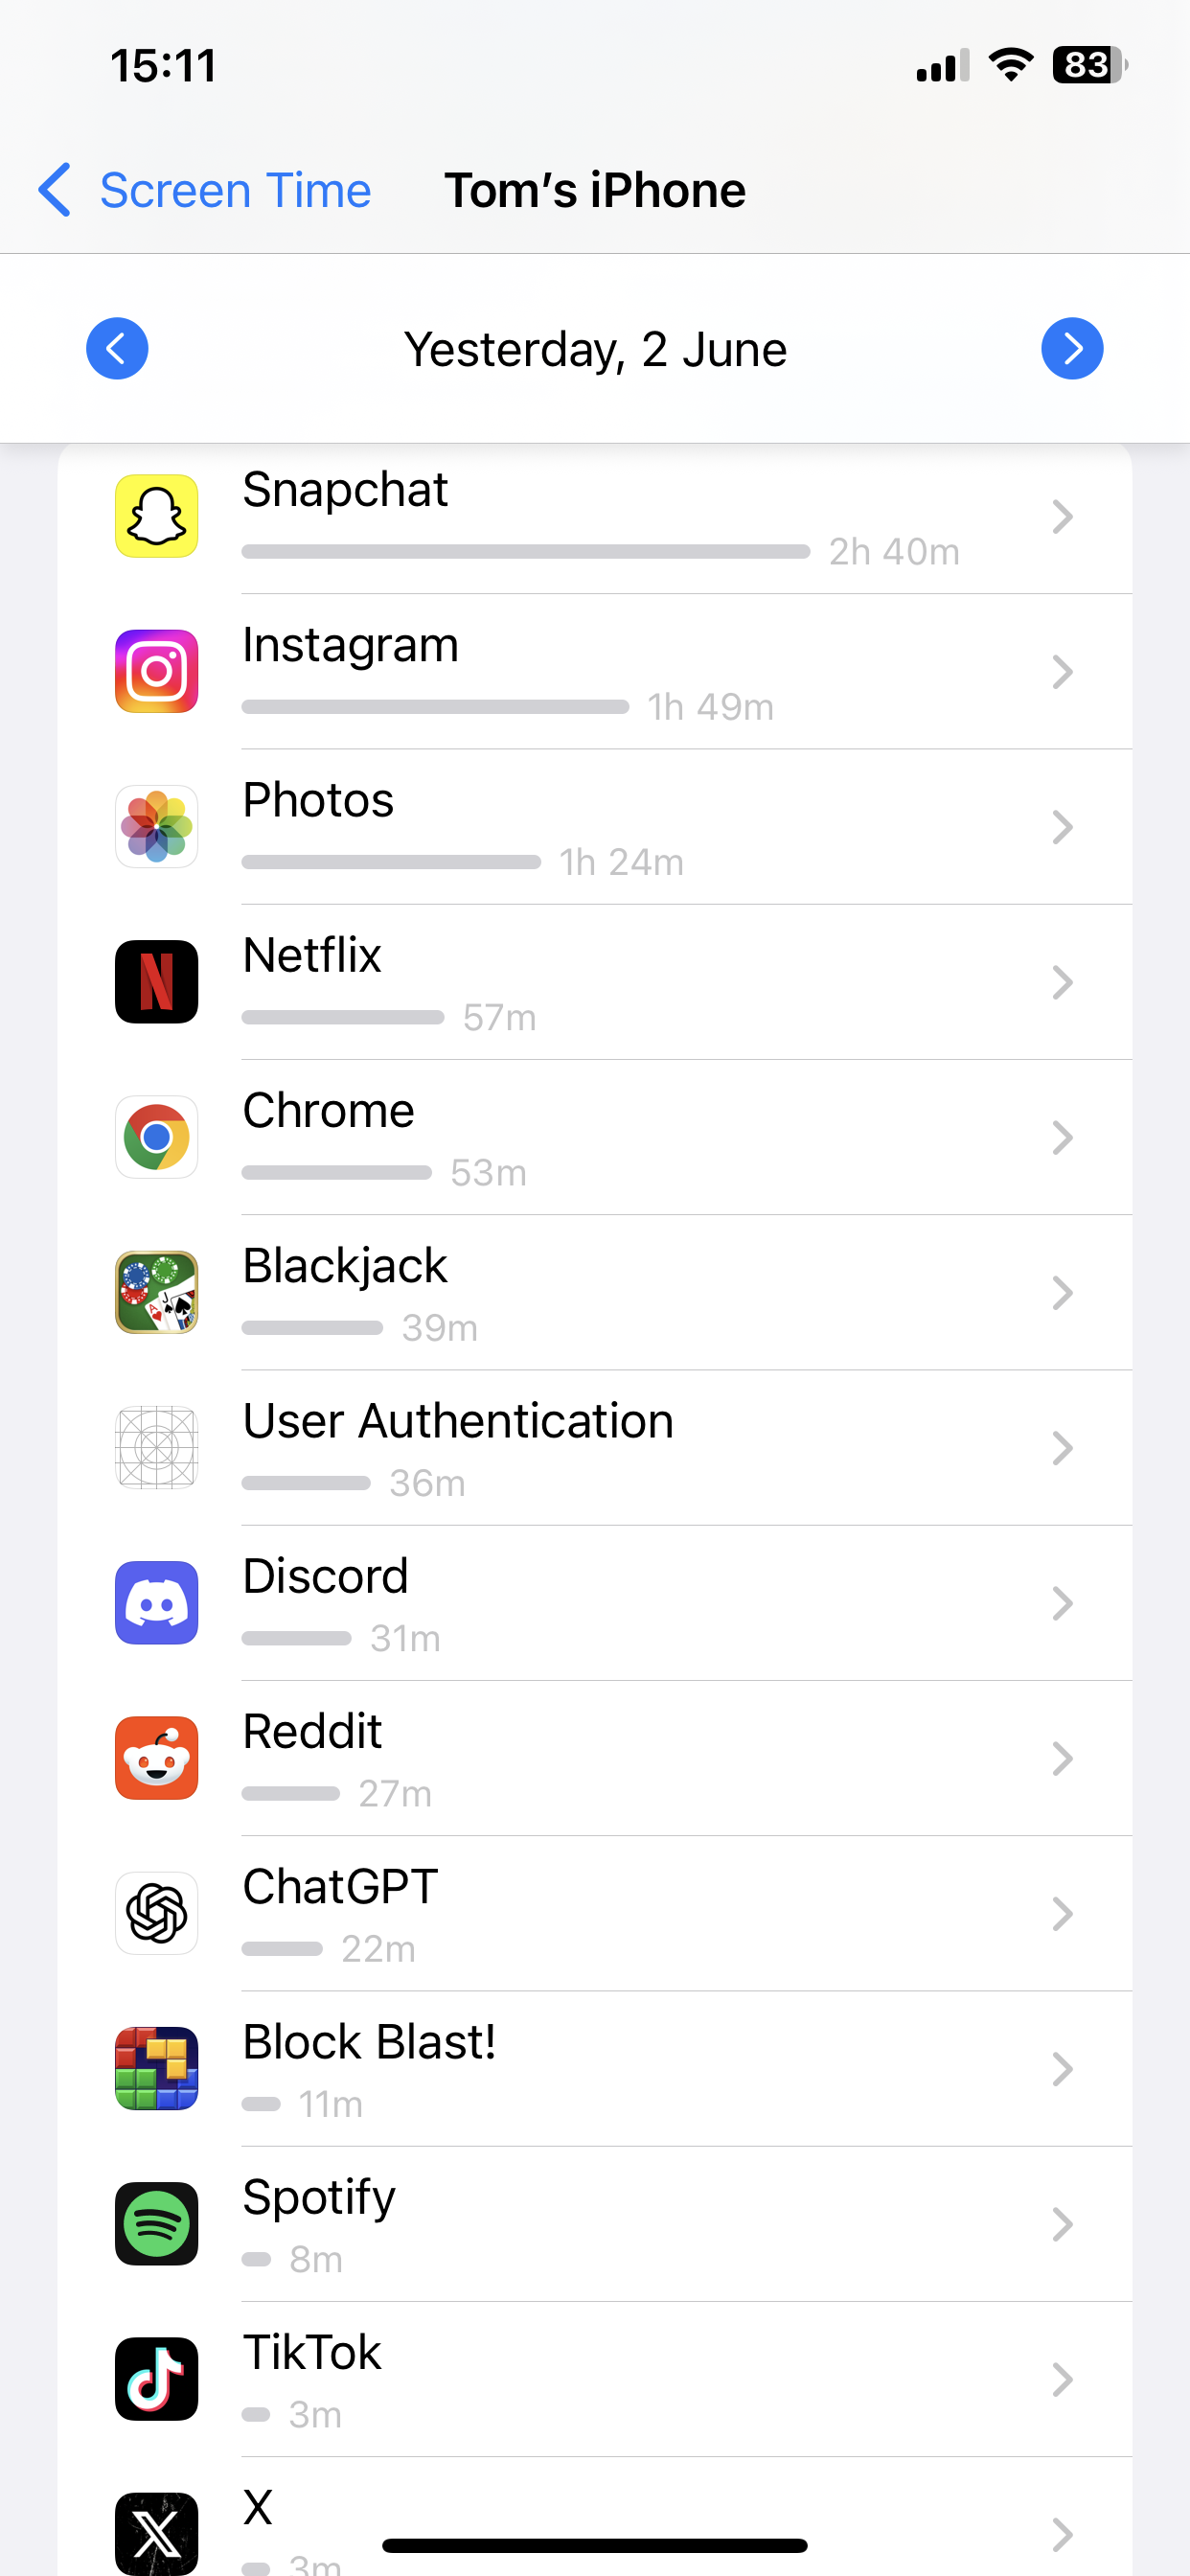 15:11
83
Screen Time
Tom’s iPhone
Yesterday, 2 June
Snapchat
2h 40m
Instagram
1h 49m
Photos
1h 24m
Netflix
57m
Chrome
53m
Blackjack
39m
User Authentication
36m
Discord
31m
Reddit
27m
ChatGPT
22m
Block Blast!
11m
Spotify
8m
TikTok
3m
X
3m